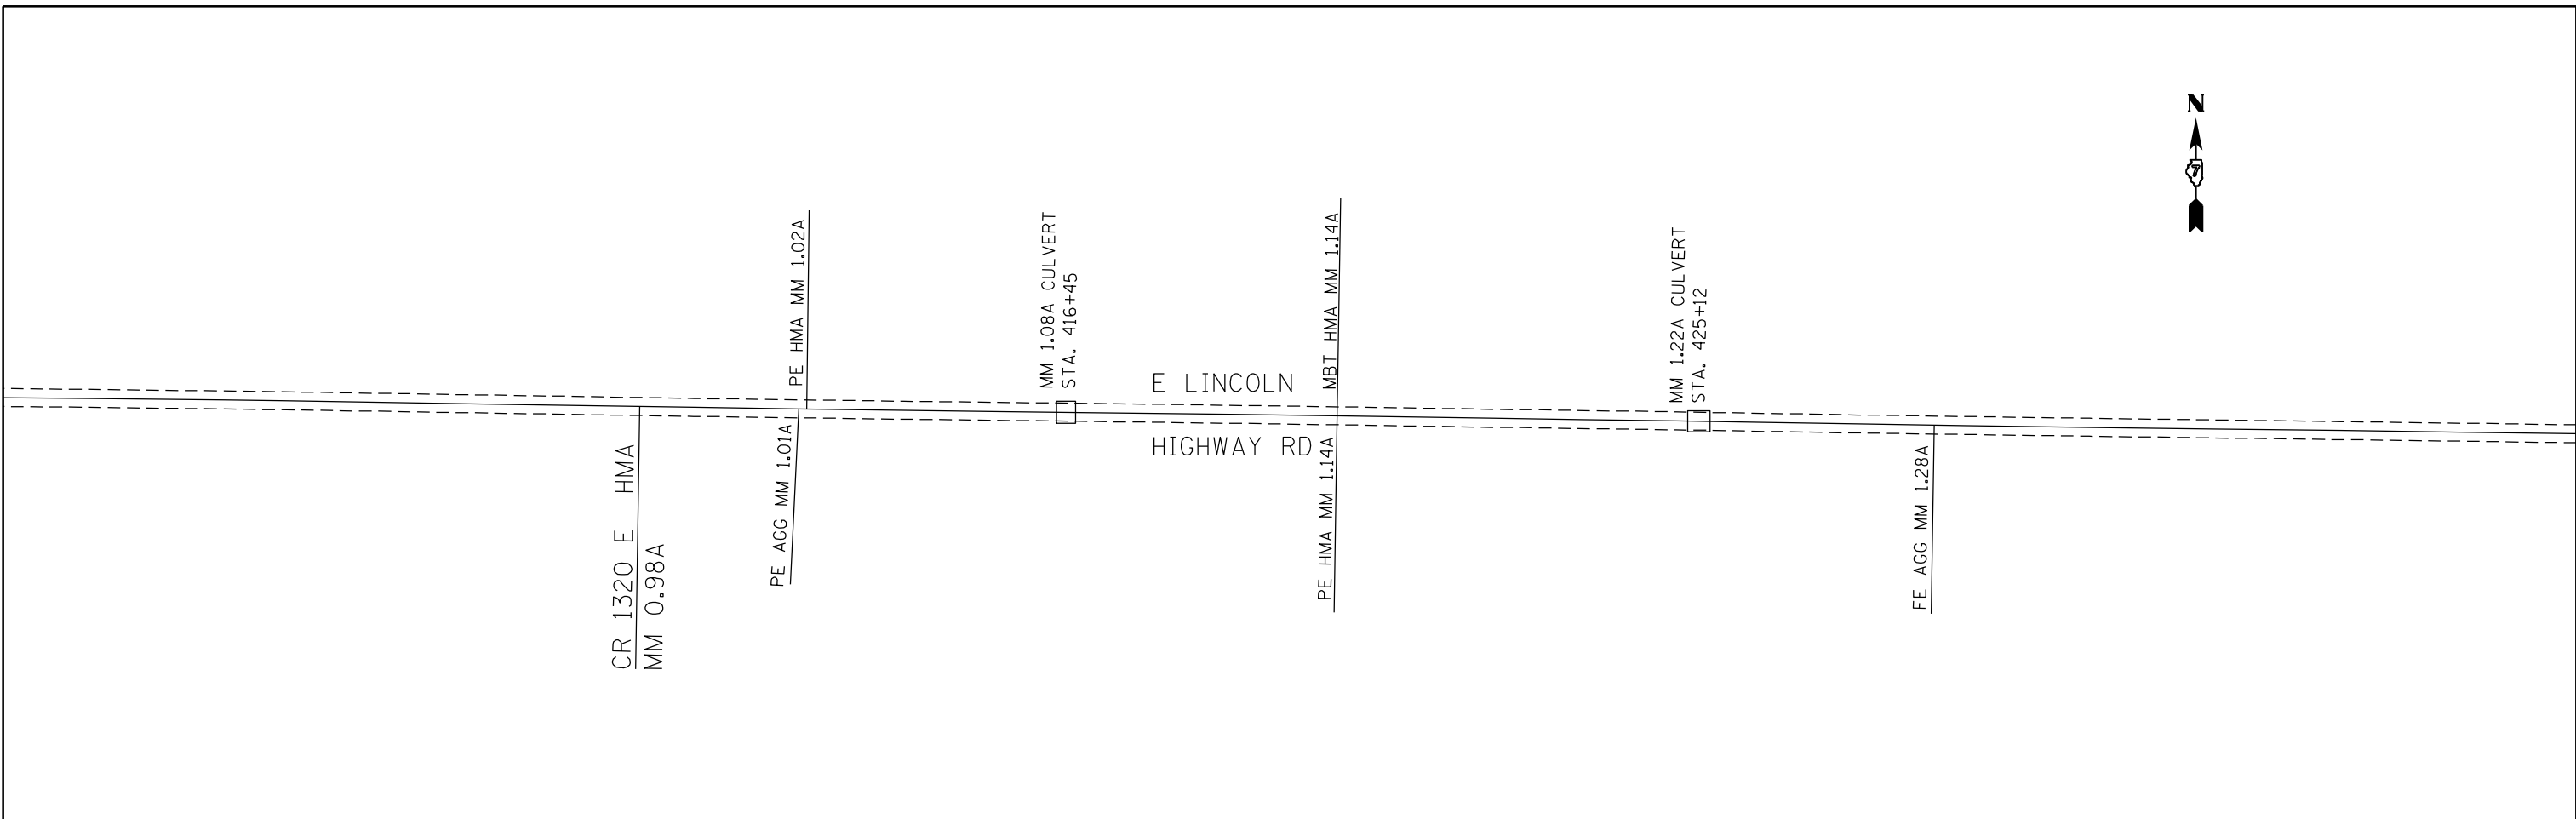 N
7
PE HMA MM 1.02A
MM 1.08A CULVERT
STA. 416+45
MBT HMA MM 1.14A
MM 1.22A CULVERT
STA. 425+12
E LINCOLN
HIGHWAY RD
CR 1320 E HMA
MM 0.98A
PE AGG MM 1.01A
PE HMA MM 1.14A
FE AGG MM 1.28A